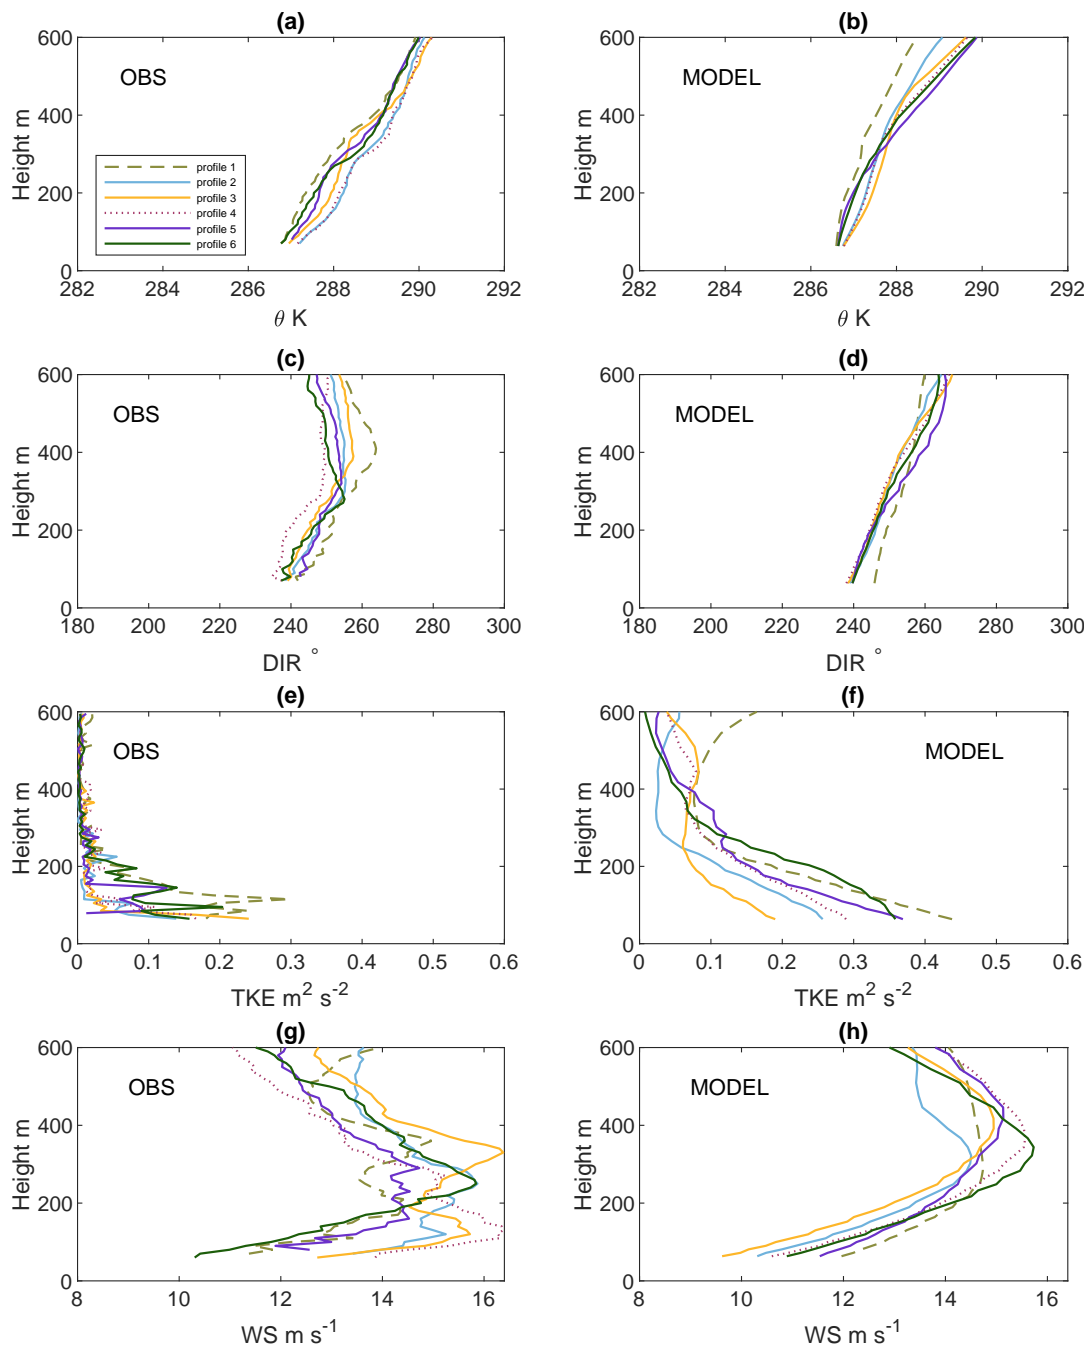 (a)
(b)
600
400
200
0
Height m
OBS
profile 1
profile 2
profile 3
profile 4
profile 5
profile 6
282 284 286 288 290 292
θ K
600
400
200
0
Height m
MODEL
282 284 286 288 290 292
θ K
(c)
(d)
600
400
200
0
Height m
OBS
180 200 220 240 260 280 300
DIR °
600
400
200
0
Height m
MODEL
180 200 220 240 260 280 300
DIR °
(e)
(f)
600
400
200
0
Height m
OBS
0 0.1 0.2 0.3 0.4 0.5 0.6
TKE m² s⁻²
600
400
200
0
Height m
MODEL
0 0.1 0.2 0.3 0.4 0.5 0.6
TKE m² s⁻²
(g)
(h)
600
400
200
0
Height m
OBS
8 10 12 14 16
WS m s⁻¹
600
400
200
0
Height m
MODEL
8 10 12 14 16
WS m s⁻¹